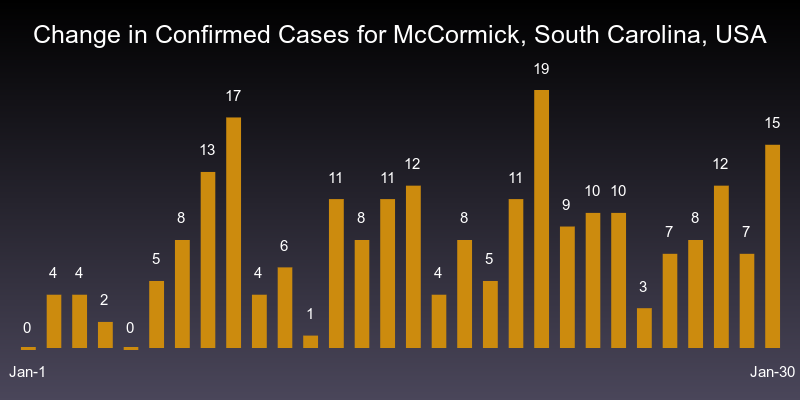 Change in Confirmed Cases for McCormick, South Carolina, USA
0 4 4 2 0 5 8 13 17 4 6 1 11 8 11 12 4 8 5 11 19 9 10 10 3 7 8 12 7 15
Jan-1 Jan-30